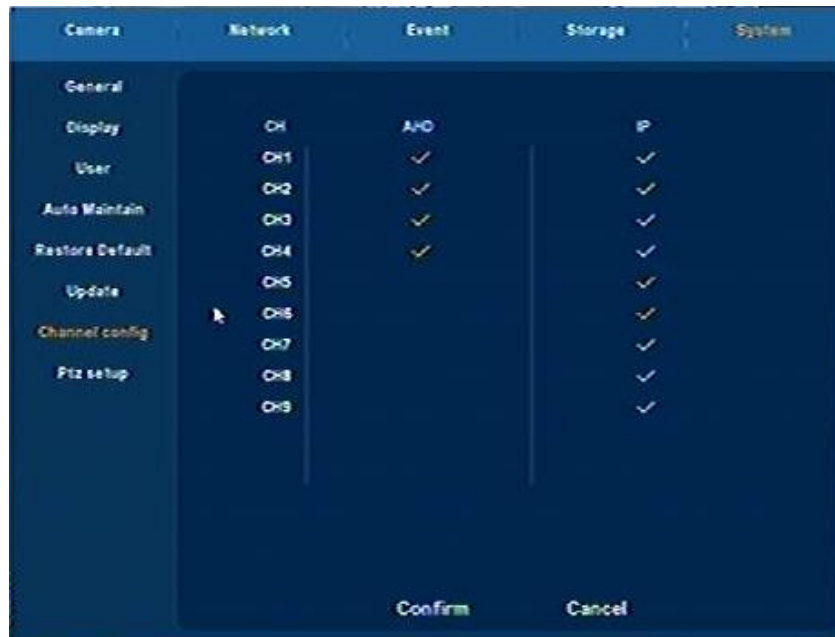 Camera Network Event Storage System
General
Display CH AHD IP
User CH1
CH2
Auto Maintain CH3
Restore Default CH4
Update CH5
CH6
Channel config CH7
Ptz setup CH8
CH9
Confirm Cancel